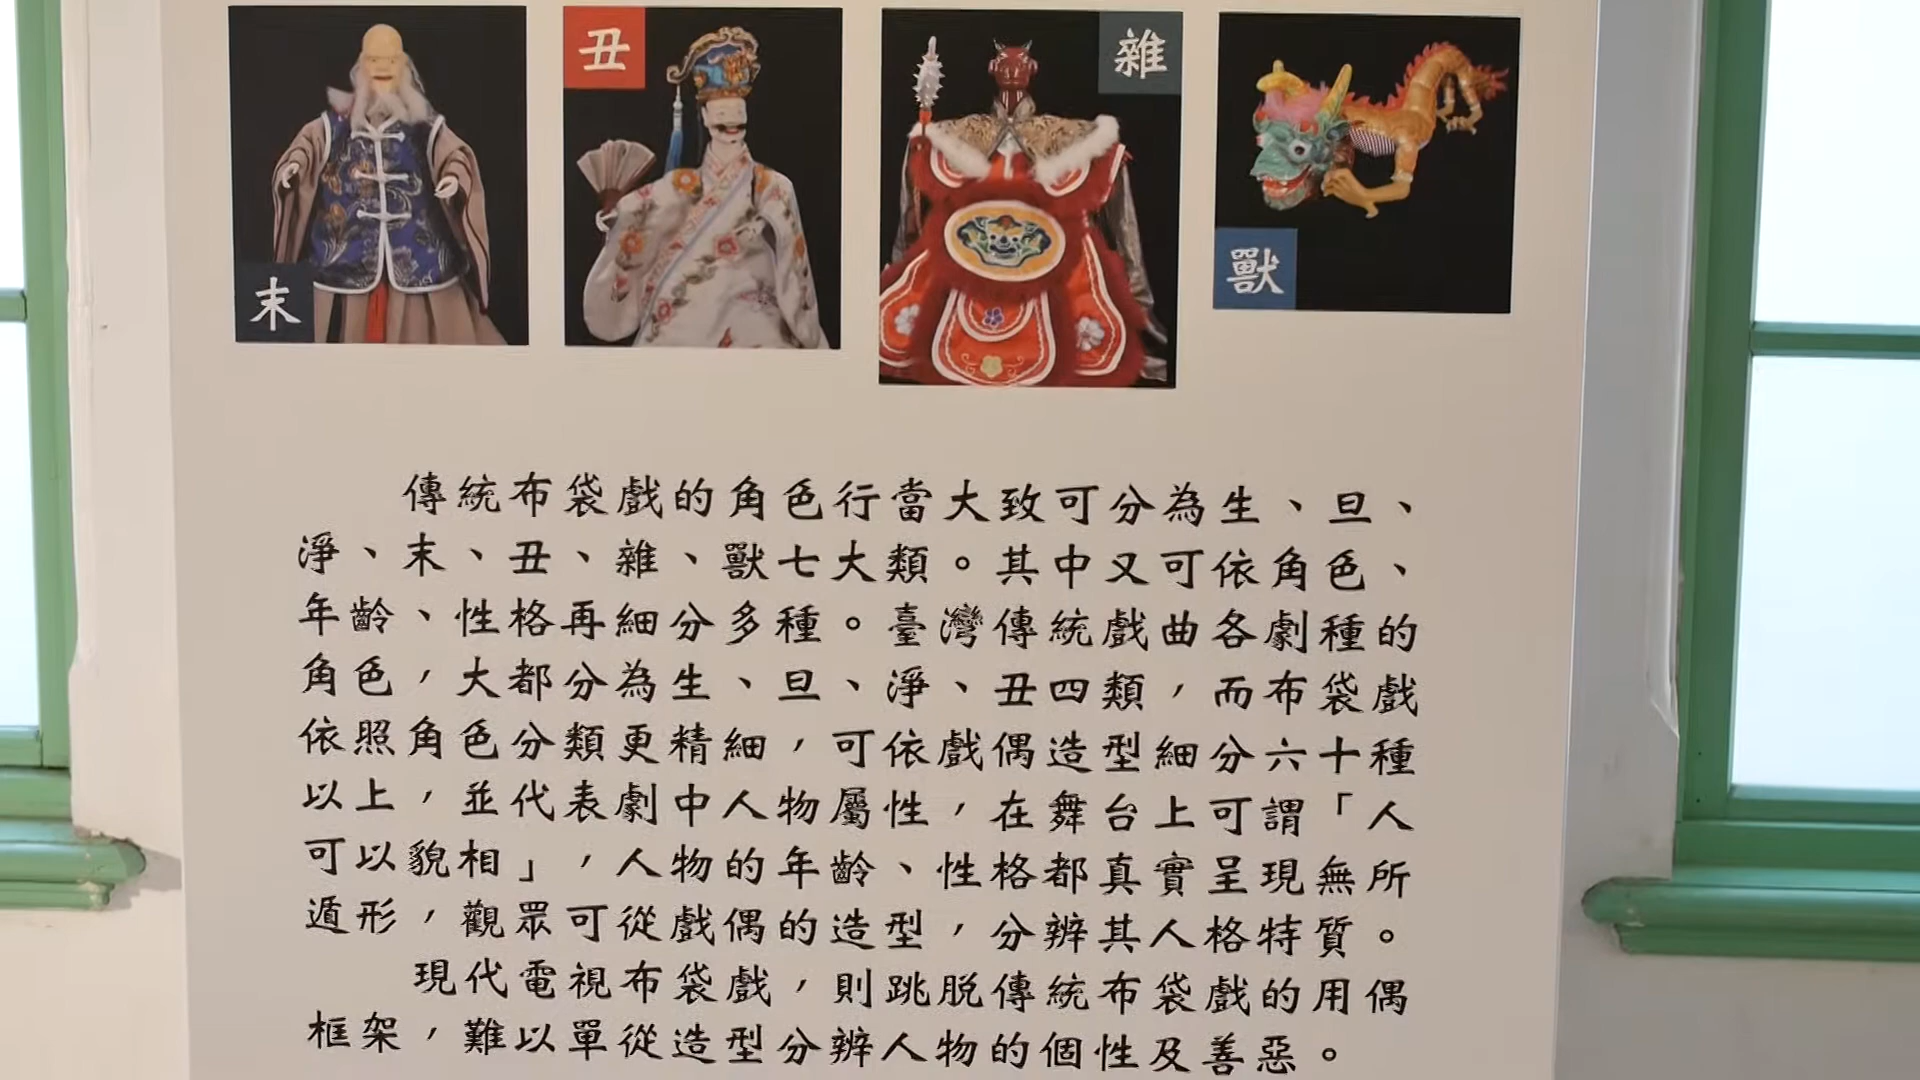 末
丑
雜
獸
傳統布袋戲的角色行當大致可分為生、旦、
淨、末、丑、雜、獸七大類。其中又可依角色、
年齡、性格再細分多種。臺灣傳統戲曲各劇種的
角色，大都分為生、旦、淨、丑四類，而布袋戲
依照角色分類更精細，可依戲偶造型細分六十種
以上，並代表劇中人物屬性，在舞台上可謂「人
可以貌相」，人物的年齡、性格都真實呈現無所
遁形，觀眾可從戲偶的造型，分辨其人格特質。
現代電視布袋戲，則跳脫傳統布袋戲的用偶
框架，難以單從造型分辨人物的個性及善惡。